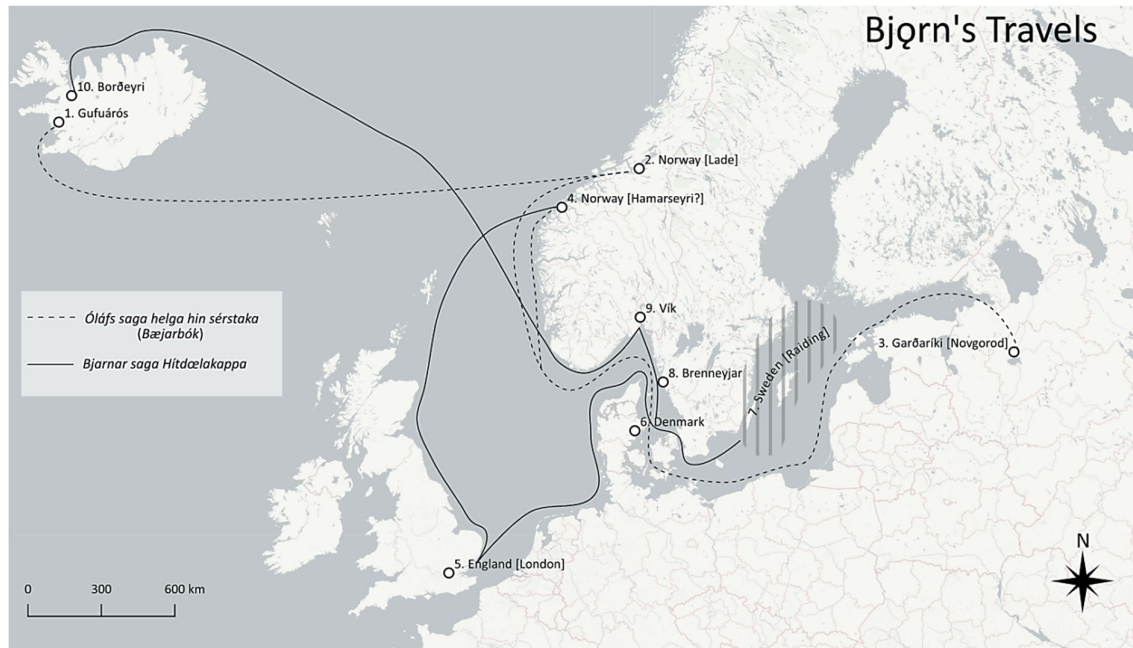 Bjǫrn's Travels
10. Borðeyri
1. Gufuárós
2. Norway [Lade]
4. Norway [Hamarseyri?]
Óláfs saga helga hin sérstaka
(Bæjarbók)
Bjarnar saga Hítdœlakappa
9. Vík
3. Garðaríki [Novgorod]
7. Sweden [Raiding]
8. Brenneyjar
6. Denmark
5. England [London]
N
0 300 600 km